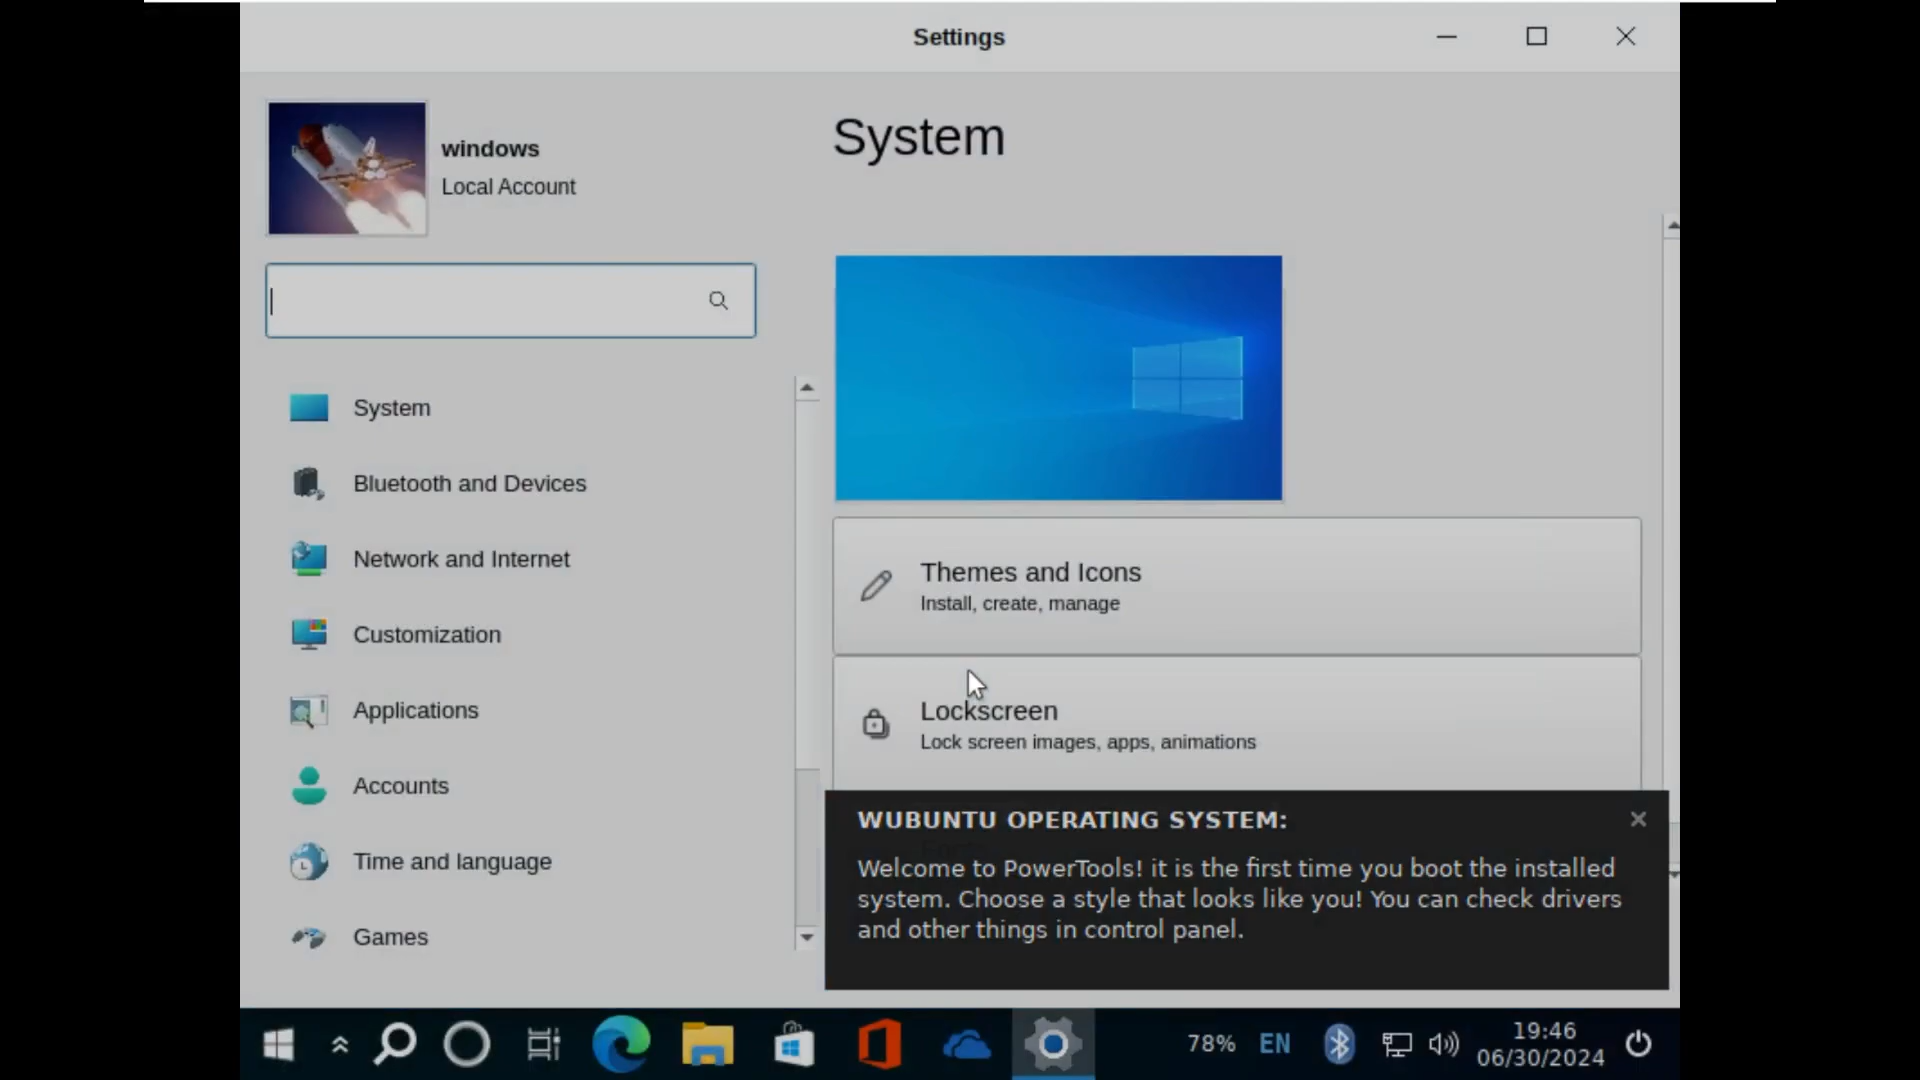 Settings
windows
Local Account
System
System
Bluetooth and Devices
Network and Internet
Customization
Applications
Accounts
Time and language
Games
Themes and Icons
Install, create, manage
Lockscreen
Lock screen images, apps, animations
WUBUNTU OPERATING SYSTEM:
Welcome to PowerTools! it is the first time you boot the installed
system. Choose a style that looks like you! You can check drivers
and other things in control panel.
78%
EN
19:46
06/30/2024